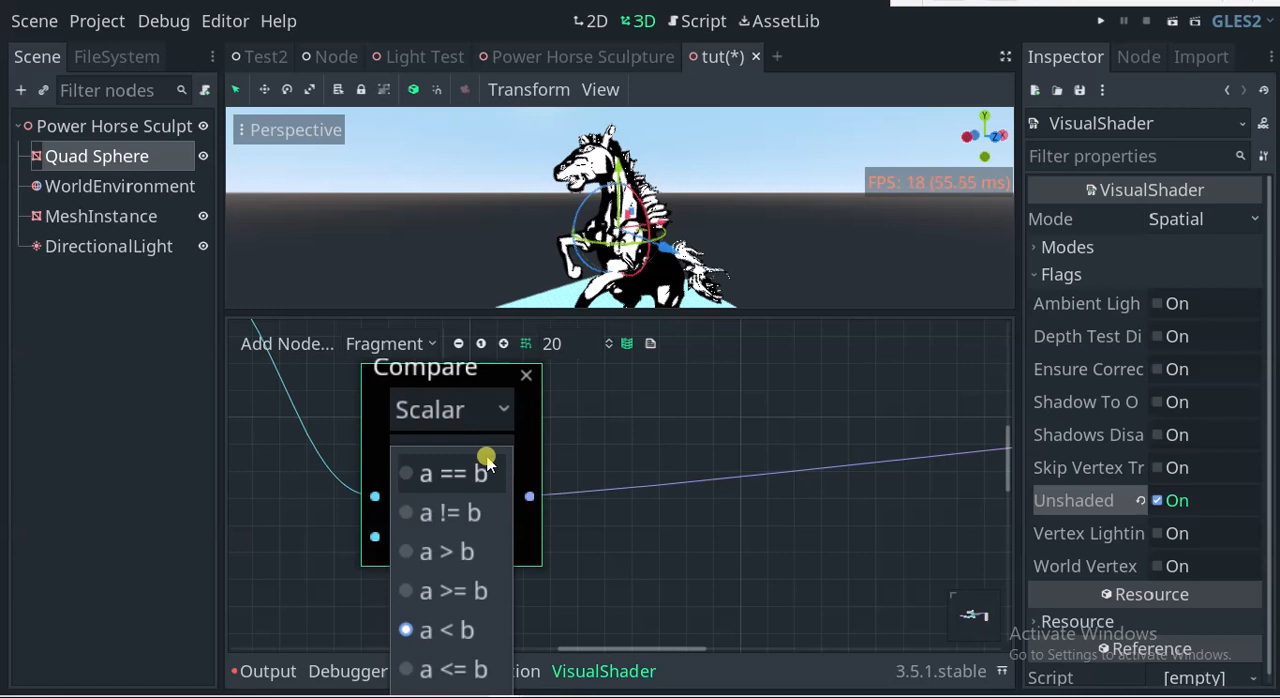 Scene Project Debug Editor Help
2D 3D Script AssetLib
GLES2
Scene FileSystem
Test2 Node Light Test Power Horse Sculpture tut(*)
Inspector Node Import
Filter nodes
Transform View
Power Horse Sculpt
Quad Sphere
WorldEnvironment
MeshInstance
DirectionalLight
Perspective
Y
X
Z
FPS: 18 (55.55 ms)
VisualShader
Filter properties
VisualShader
Mode Spatial
Modes
Flags
Ambient Ligh On
Depth Test Di On
Ensure Correc On
Shadow To O On
Shadows Disa On
Skip Vertex Tr On
Unshaded On
Vertex Lightin On
World Vertex On
Resource
Resource
Reference
Script [empty]
Add Node... Fragment 20
Compare
Scalar
a == b
a != b
a > b
a >= b
a < b
a <= b
Output Debugger ion VisualShader 3.5.1.stable
Activate Windows
Go to Settings to activate Windows.